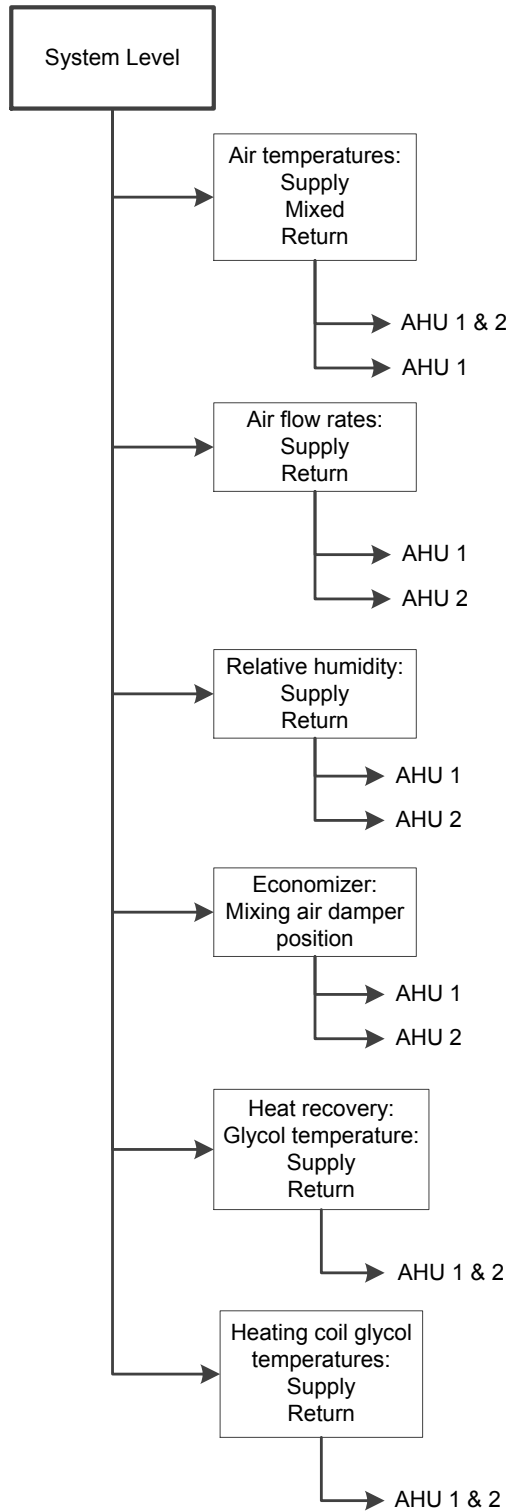 System Level
Air temperatures:
Supply
Mixed
Return
AHU 1 & 2
AHU 1
Air flow rates:
Supply
Return
AHU 1
AHU 2
Relative humidity:
Supply
Return
AHU 1
AHU 2
Economizer:
Mixing air damper
position
AHU 1
AHU 2
Heat recovery:
Glycol temperature:
Supply
Return
AHU 1 & 2
Heating coil glycol
temperatures:
Supply
Return
AHU 1 & 2